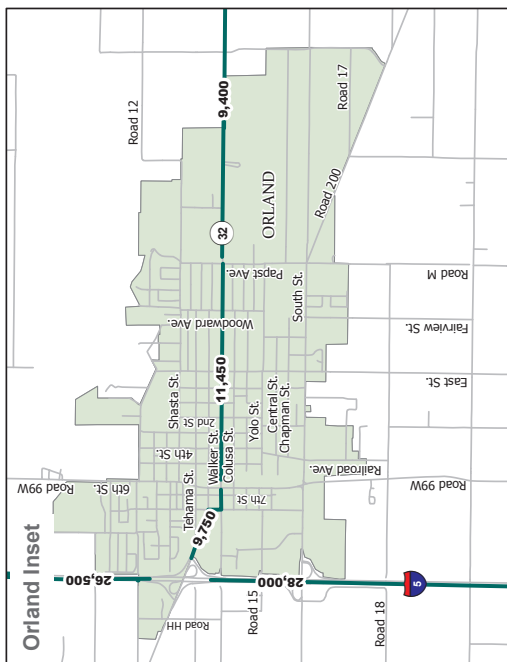 Orland Inset
Road 12
9,400
Road 17
32
ORLAND
Road 200
Papst Ave.
Road M
Woodward Ave.
South St.
Fairview St.
11,450
East St.
Shasta St.
2nd St
4th St.
Walker St.
Colusa St.
Yolo St.
Central St.
Chapman St.
Railroad Ave.
Road 99W
6th St.
Tehama St.
7th St.
Road 99W
9,750
26,500
28,000
Road HH
Road 15
Road 18
5